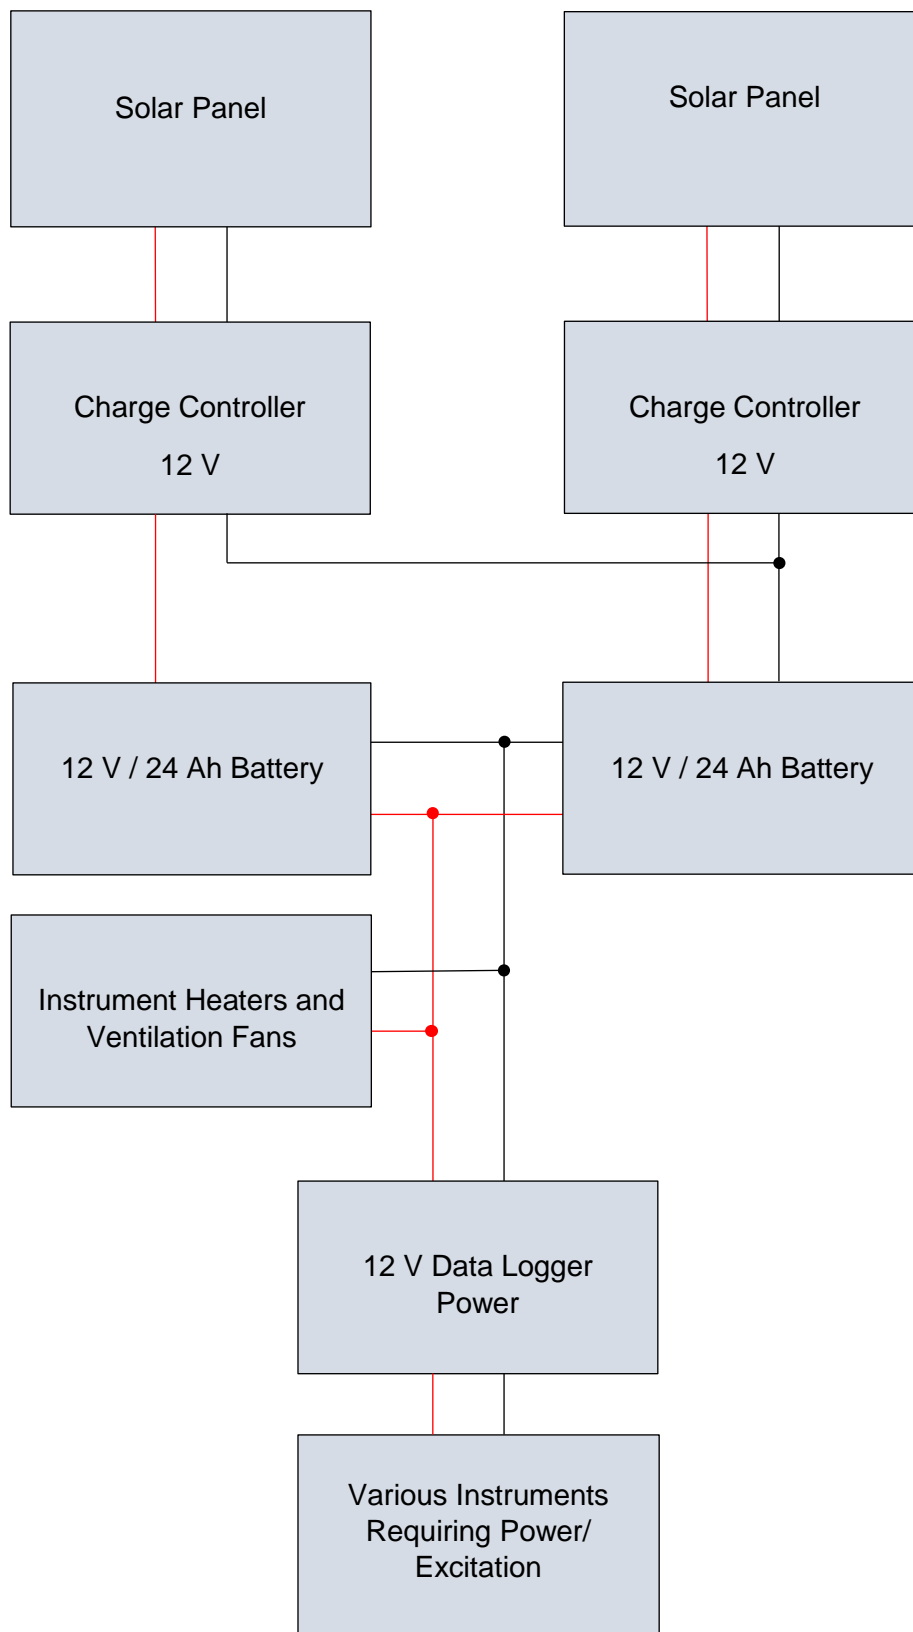 Solar Panel
Solar Panel
Charge Controller
12 V
Charge Controller
12 V
12 V / 24 Ah Battery
12 V / 24 Ah Battery
Instrument Heaters and
Ventilation Fans
12 V Data Logger
Power
Various Instruments
Requiring Power/
Excitation